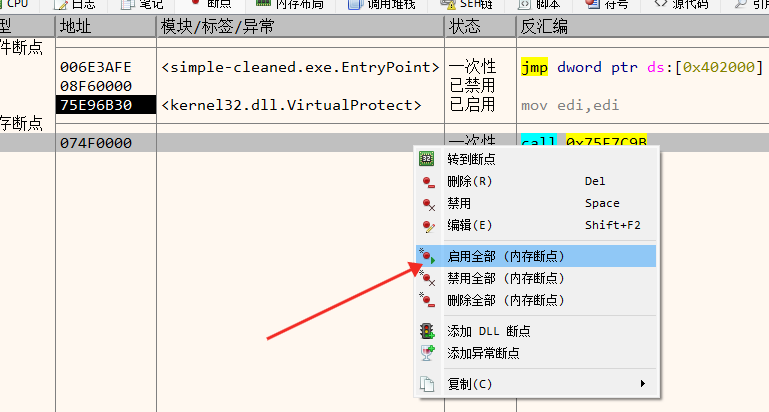 CPU 日志 笔记 断点 内存布局 调用堆栈 SEH链 脚本 符号 源代码
型 地址 模块/标签/异常 状态 反汇编
件断点
006E3AFE <simple-cleaned.exe.EntryPoint> 一次性 jmp dword ptr ds:[0x402000]
08F60000 已禁用
75E96B30 <kernel32.dll.VirtualProtect> 已启用 mov edi,edi
存断点
074F0000 一次性 call 0x75E7C9B
转到断点
删除(R) Del
禁用 Space
编辑(E) Shift+F2
启用全部 (内存断点)
禁用全部 (内存断点)
删除全部 (内存断点)
添加 DLL 断点
添加异常断点
复制(C)